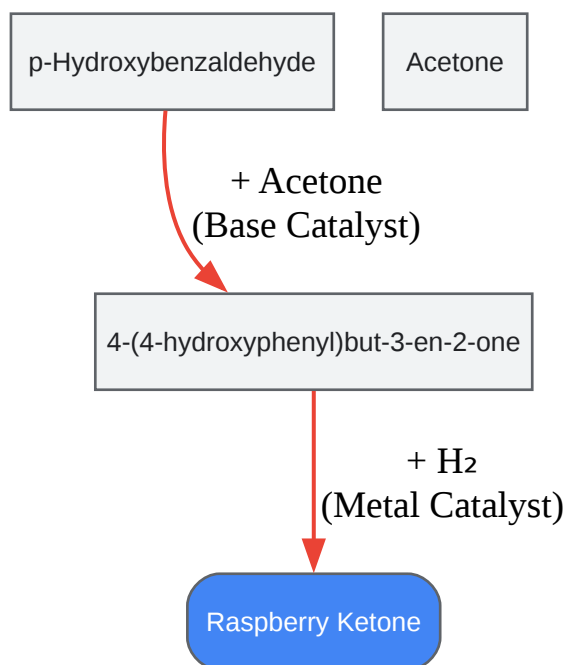 p-Hydroxybenzaldehyde
Acetone
+ Acetone
(Base Catalyst)
4-(4-hydroxyphenyl)but-3-en-2-one
+ H₂
(Metal Catalyst)
Raspberry Ketone